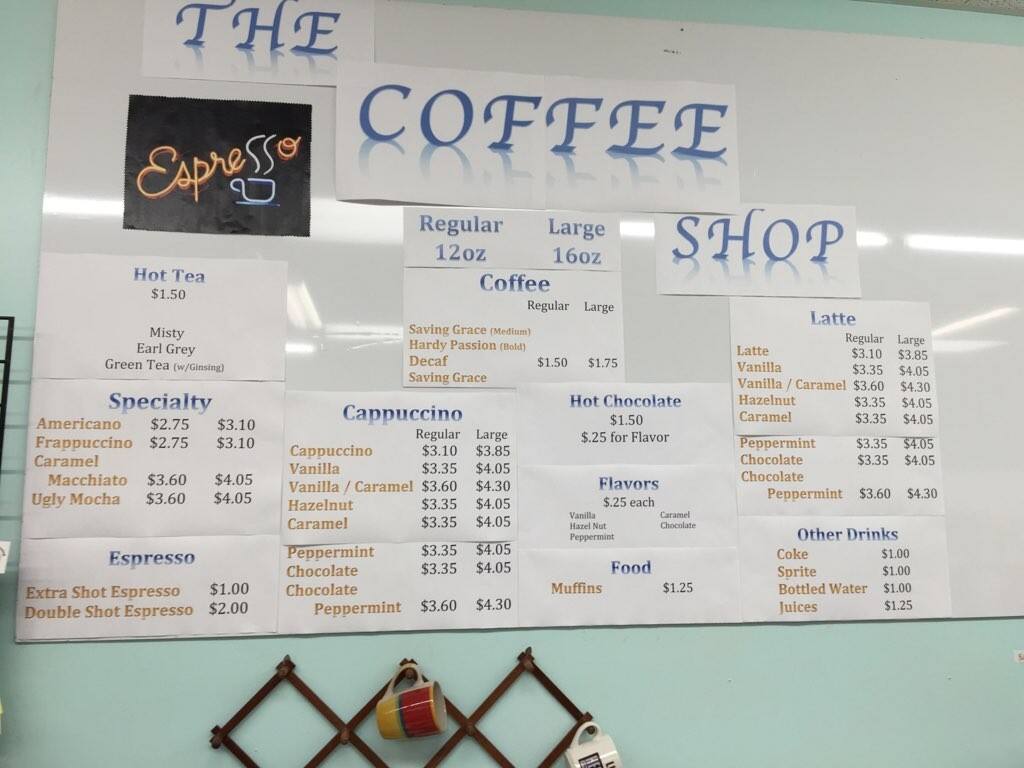 THE
COFFEE
SHOP
Espresso
Regular Large
12oz 16oz
Hot Tea
$1.50
Misty
Earl Grey
Green Tea (w/Ginsing)
Coffee
Regular Large
Saving Grace (Medium)
Hardy Passion (Bold)
Decaf $1.50 $1.75
Saving Grace
Specialty
Americano $2.75 $3.10
Frappuccino $2.75 $3.10
Caramel
Macchiato $3.60 $4.05
Ugly Mocha $3.60 $4.05
Espresso
Extra Shot Espresso $1.00
Double Shot Espresso $2.00
Cappuccino
Regular Large
Cappuccino $3.10 $3.85
Vanilla $3.35 $4.05
Vanilla / Caramel $3.60 $4.30
Hazelnut $3.35 $4.05
Caramel $3.35 $4.05
Peppermint $3.35 $4.05
Chocolate $3.35 $4.05
Chocolate
Peppermint $3.60 $4.30
Hot Chocolate
$1.50
$.25 for Flavor
Flavors
$.25 each
Vanilla Caramel
Hazel Nut Chocolate
Peppermint
Food
Muffins $1.25
Latte
Regular Large
Latte $3.10 $3.85
Vanilla $3.35 $4.05
Vanilla / Caramel $3.60 $4.30
Hazelnut $3.35 $4.05
Caramel $3.35 $4.05
Peppermint $3.35 $4.05
Chocolate $3.35 $4.05
Chocolate
Peppermint $3.60 $4.30
Other Drinks
Coke $1.00
Sprite $1.00
Bottled Water $1.00
Juices $1.25